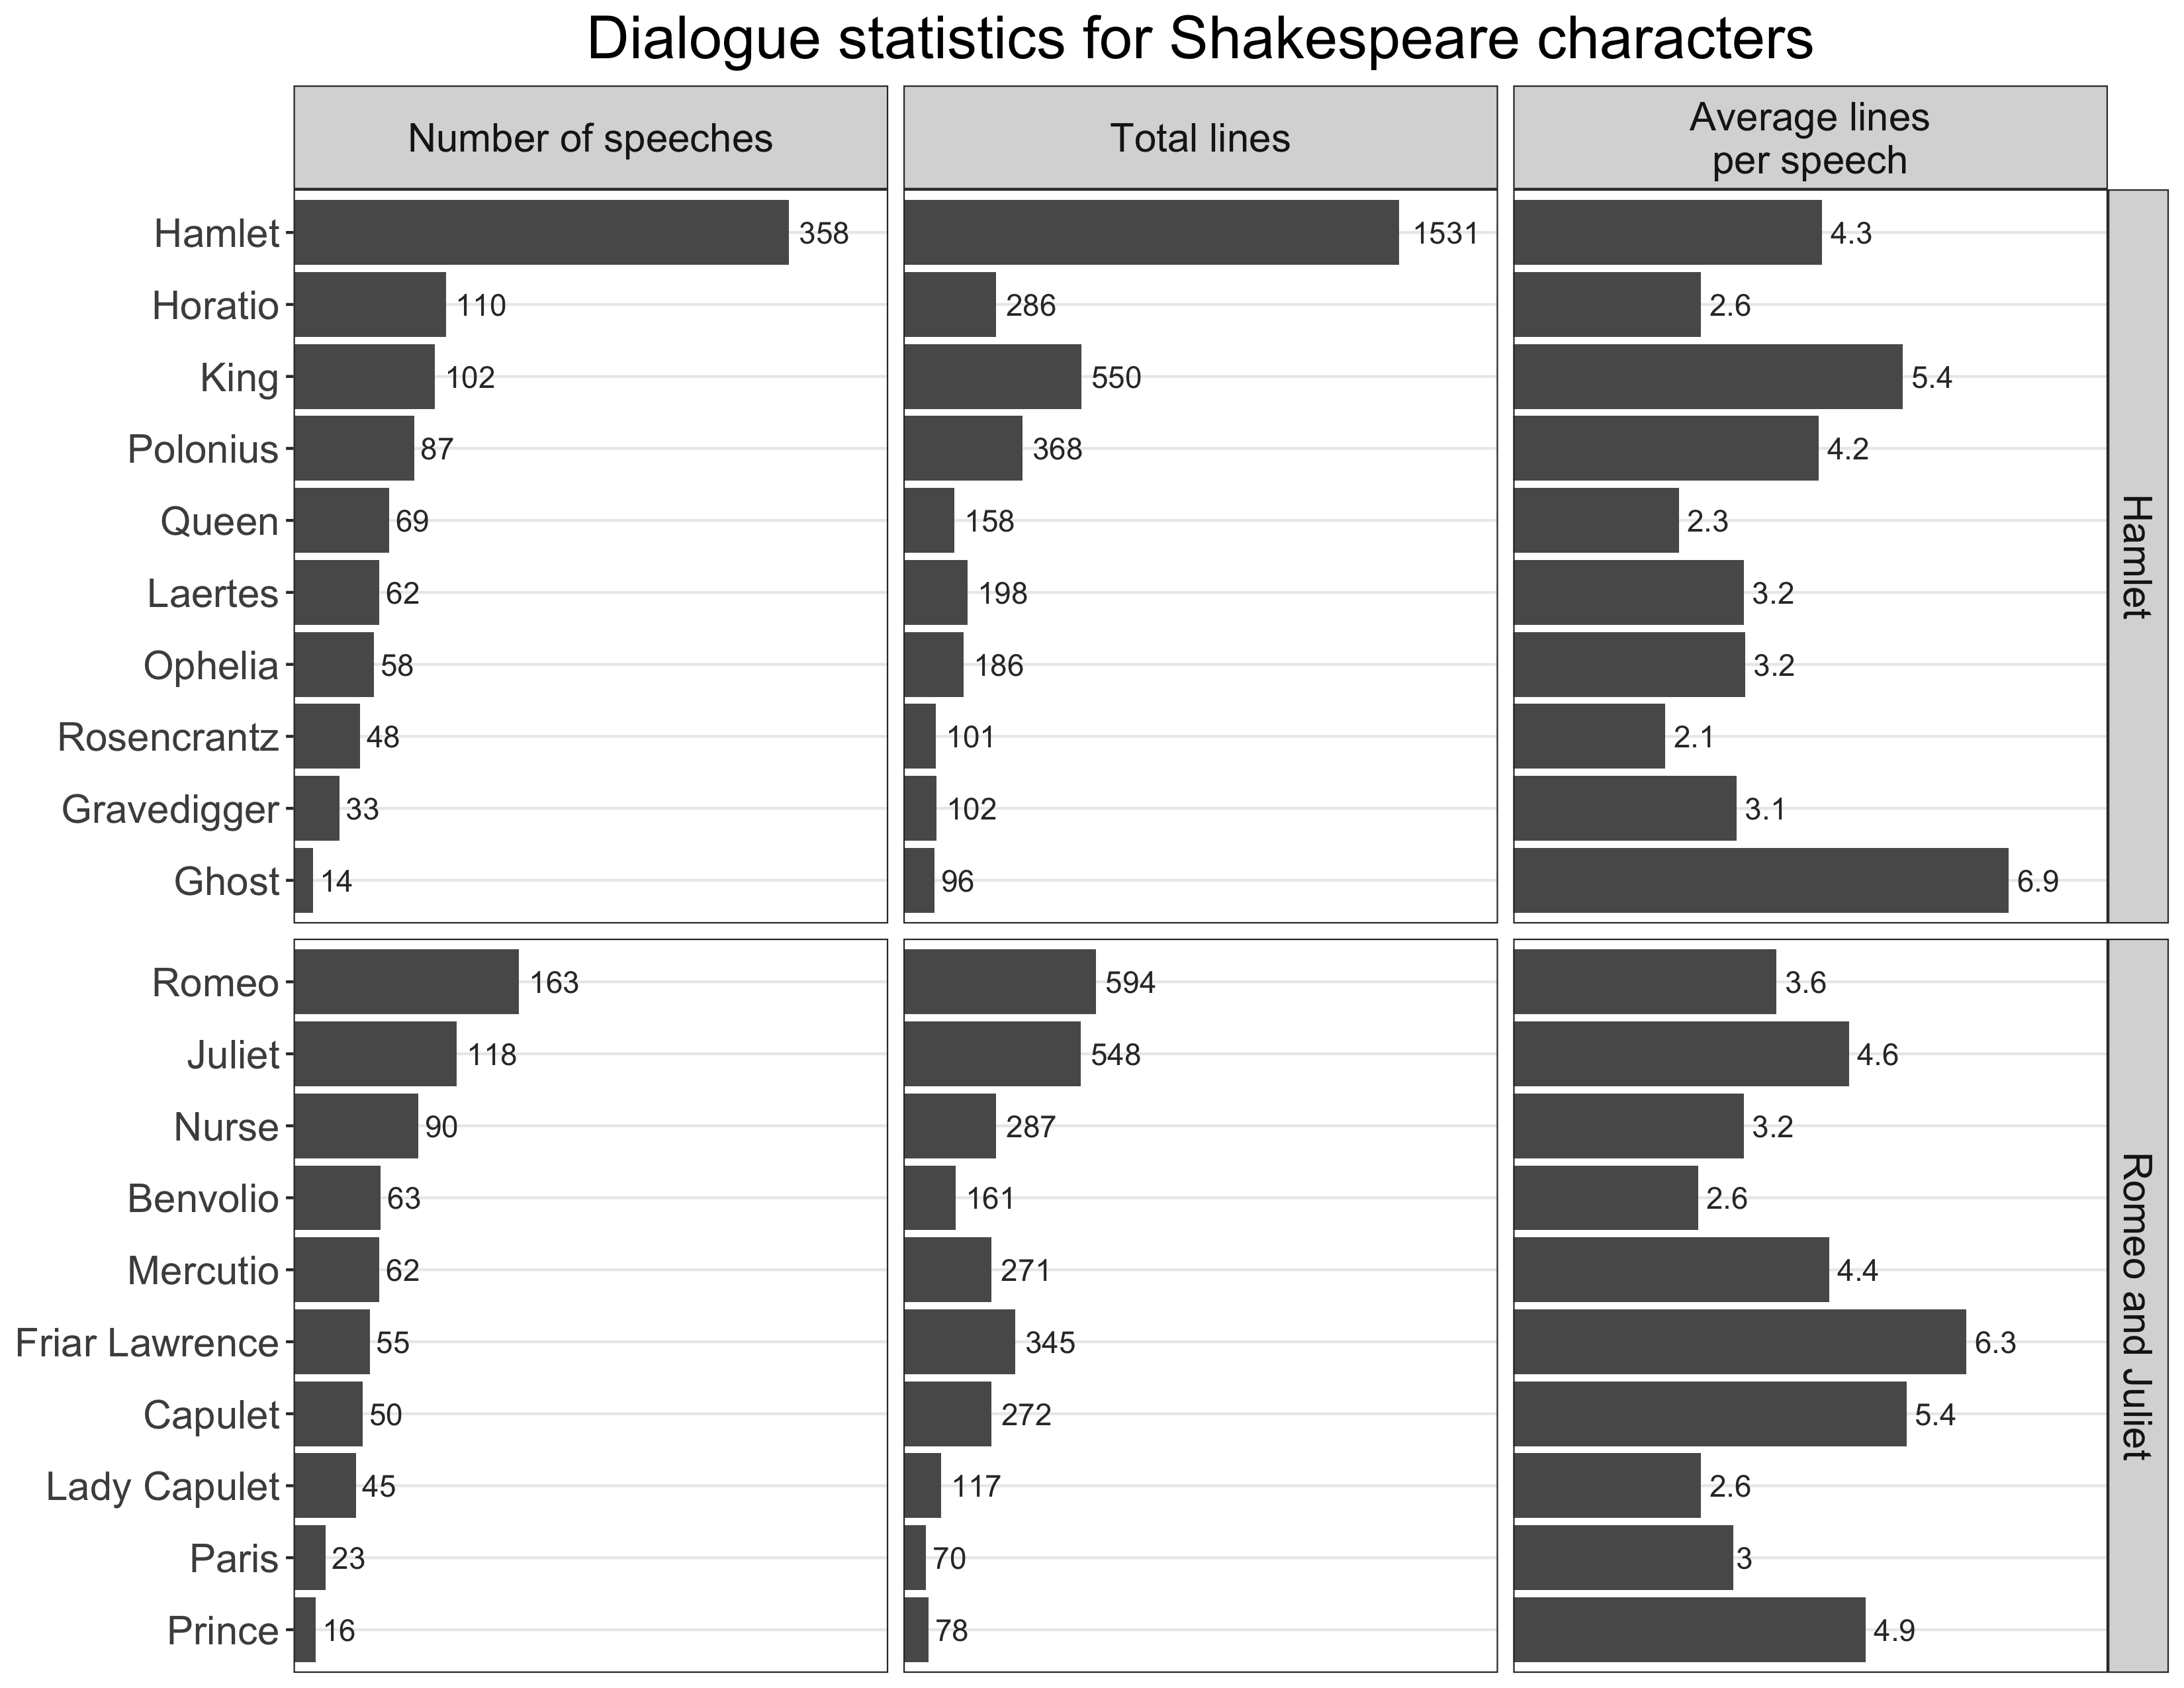 Dialogue statistics for Shakespeare characters
Number of speeches
Total lines
Average lines
per speech
Hamlet 358 1531 4.3
Horatio 110 286 2.6
King 102 550 5.4
Polonius 87 368 4.2
Queen 69 158 2.3
Laertes 62 198 3.2
Ophelia 58 186 3.2
Rosencrantz 48 101 2.1
Gravedigger 33 102 3.1
Ghost 14 96 6.9
Hamlet
Romeo 163 594 3.6
Juliet 118 548 4.6
Nurse 90 287 3.2
Benvolio 63 161 2.6
Mercutio 62 271 4.4
Friar Lawrence 55 345 6.3
Capulet 50 272 5.4
Lady Capulet 45 117 2.6
Paris 23 70 3
Prince 16 78 4.9
Romeo and Juliet